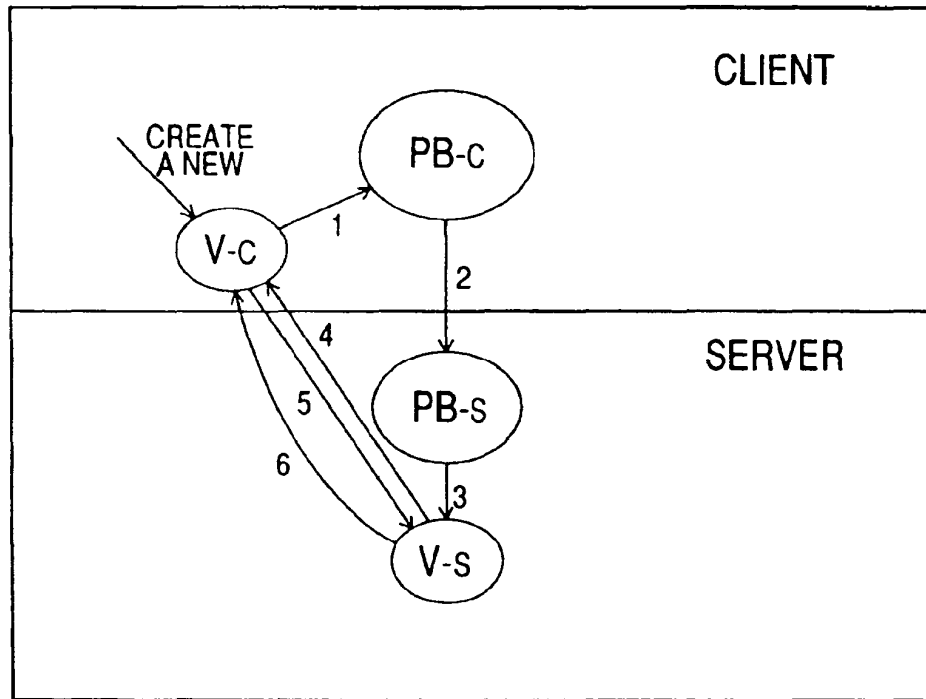 CLIENT
CREATE
A NEW
PB-C
V-C
1
2
4
SERVER
5
PB-S
6
3
V-S